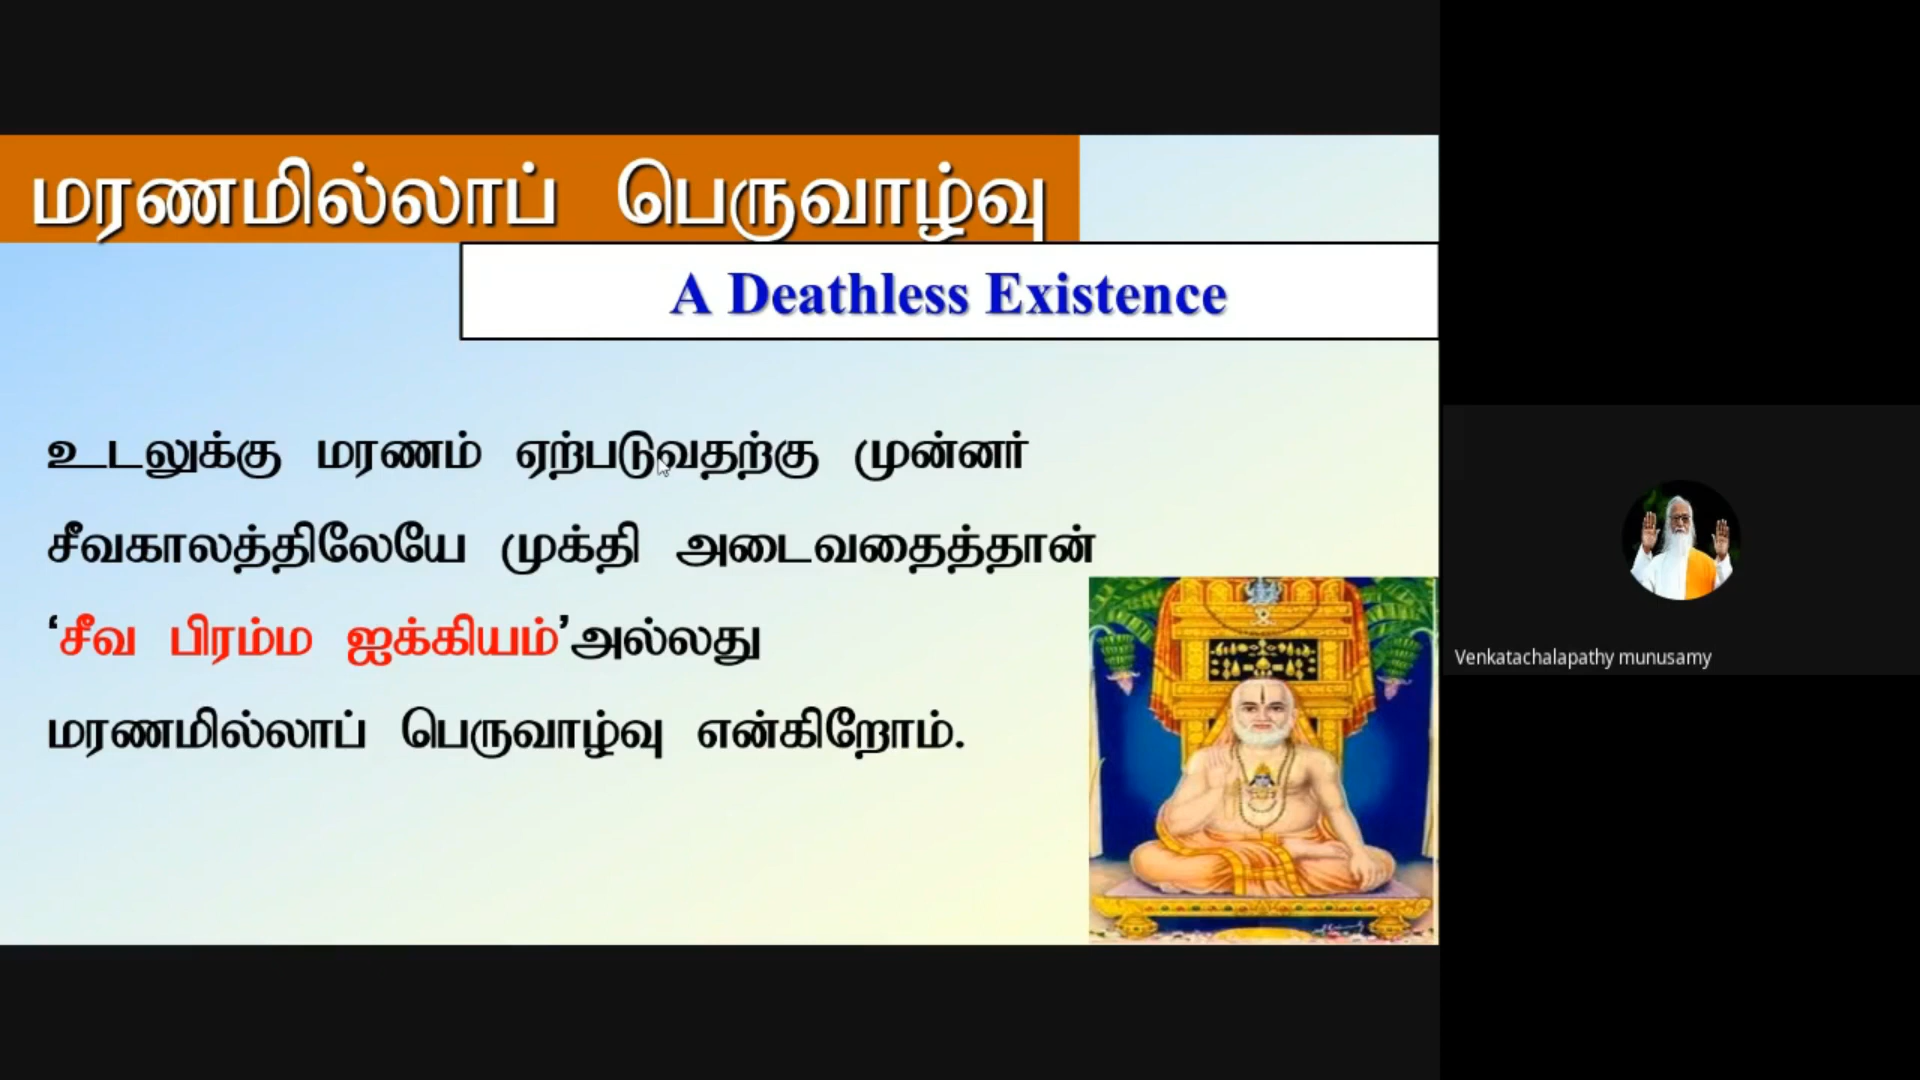 மரணமில்லாப் பெருவாழ்வு
A Deathless Existence
உடலுக்கு மரணம் ஏற்படுவதற்கு முன்னர்
சீவகாலத்திலேயே முக்தி அடைவதைத்தான்
‘சீவ பிரம்ம ஐக்கியம்’அல்லது
மரணமில்லாப் பெருவாழ்வு என்கிறோம்.
Venkatachalapathy munusamy